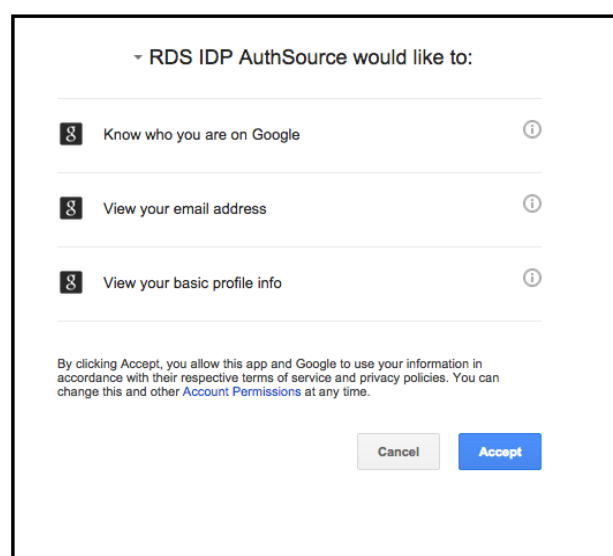 RDS IDP AuthSource would like to:
Know who you are on Google
View your email address
View your basic profile info
By clicking Accept, you allow this app and Google to use your information in
accordance with their respective terms of service and privacy policies. You can
change this and other Account Permissions at any time.
Cancel
Accept